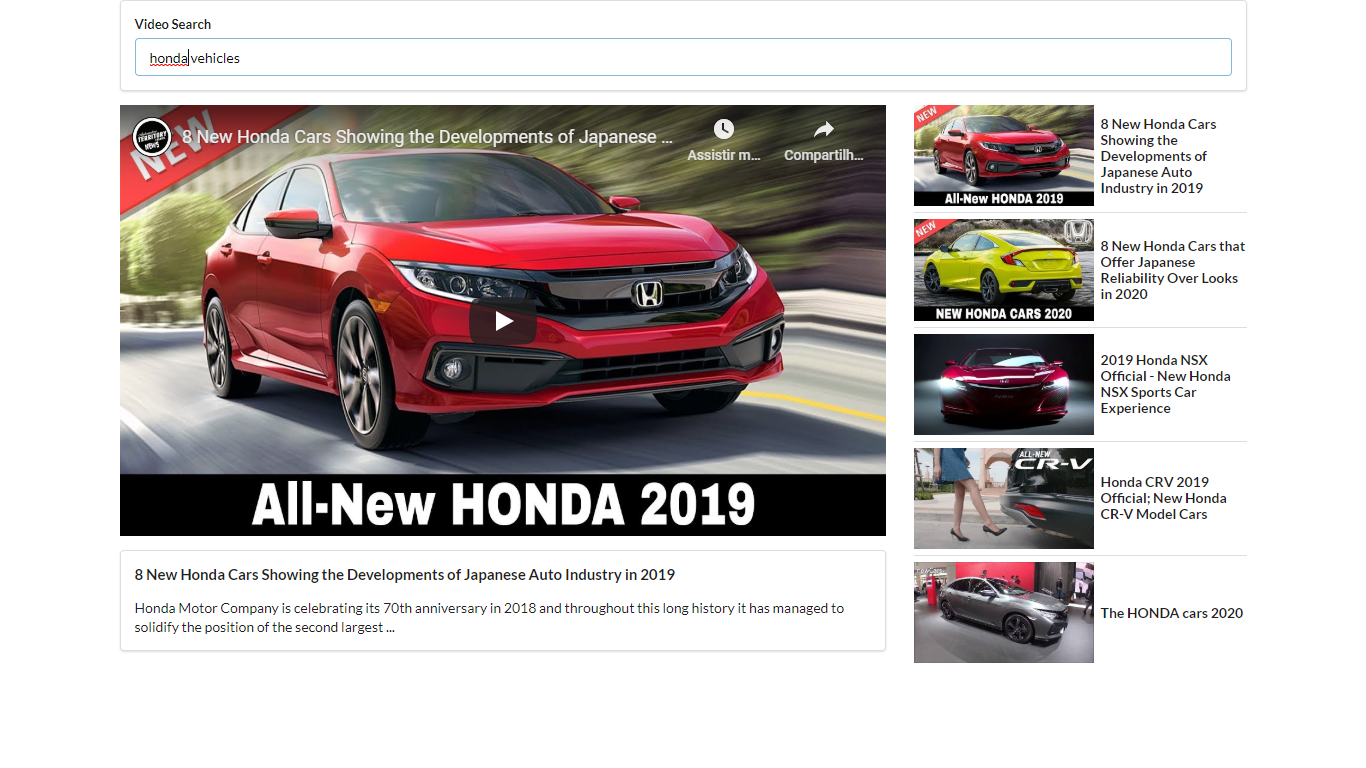 Video Search
honda vehicles
NEW
TERRITORY
NEWS
8 New Honda Cars Showing the Developments of Japanese ...
Assistir m...
Compartilh...
All-New HONDA 2019
8 New Honda Cars Showing the Developments of Japanese Auto Industry in 2019
Honda Motor Company is celebrating its 70th anniversary in 2018 and throughout this long history it has managed to
solidify the position of the second largest ...
NEW
All-New HONDA 2019
8 New Honda Cars
Showing the
Developments of
Japanese Auto
Industry in 2019
NEW
NEW HONDA CARS 2020
8 New Honda Cars that
Offer Japanese
Reliability Over Looks
in 2020
2019 Honda NSX
Official - New Honda
NSX Sports Car
Experience
ALL-NEW
CR-V
Honda CRV 2019
Official; New Honda
CR-V Model Cars
The HONDA cars 2020